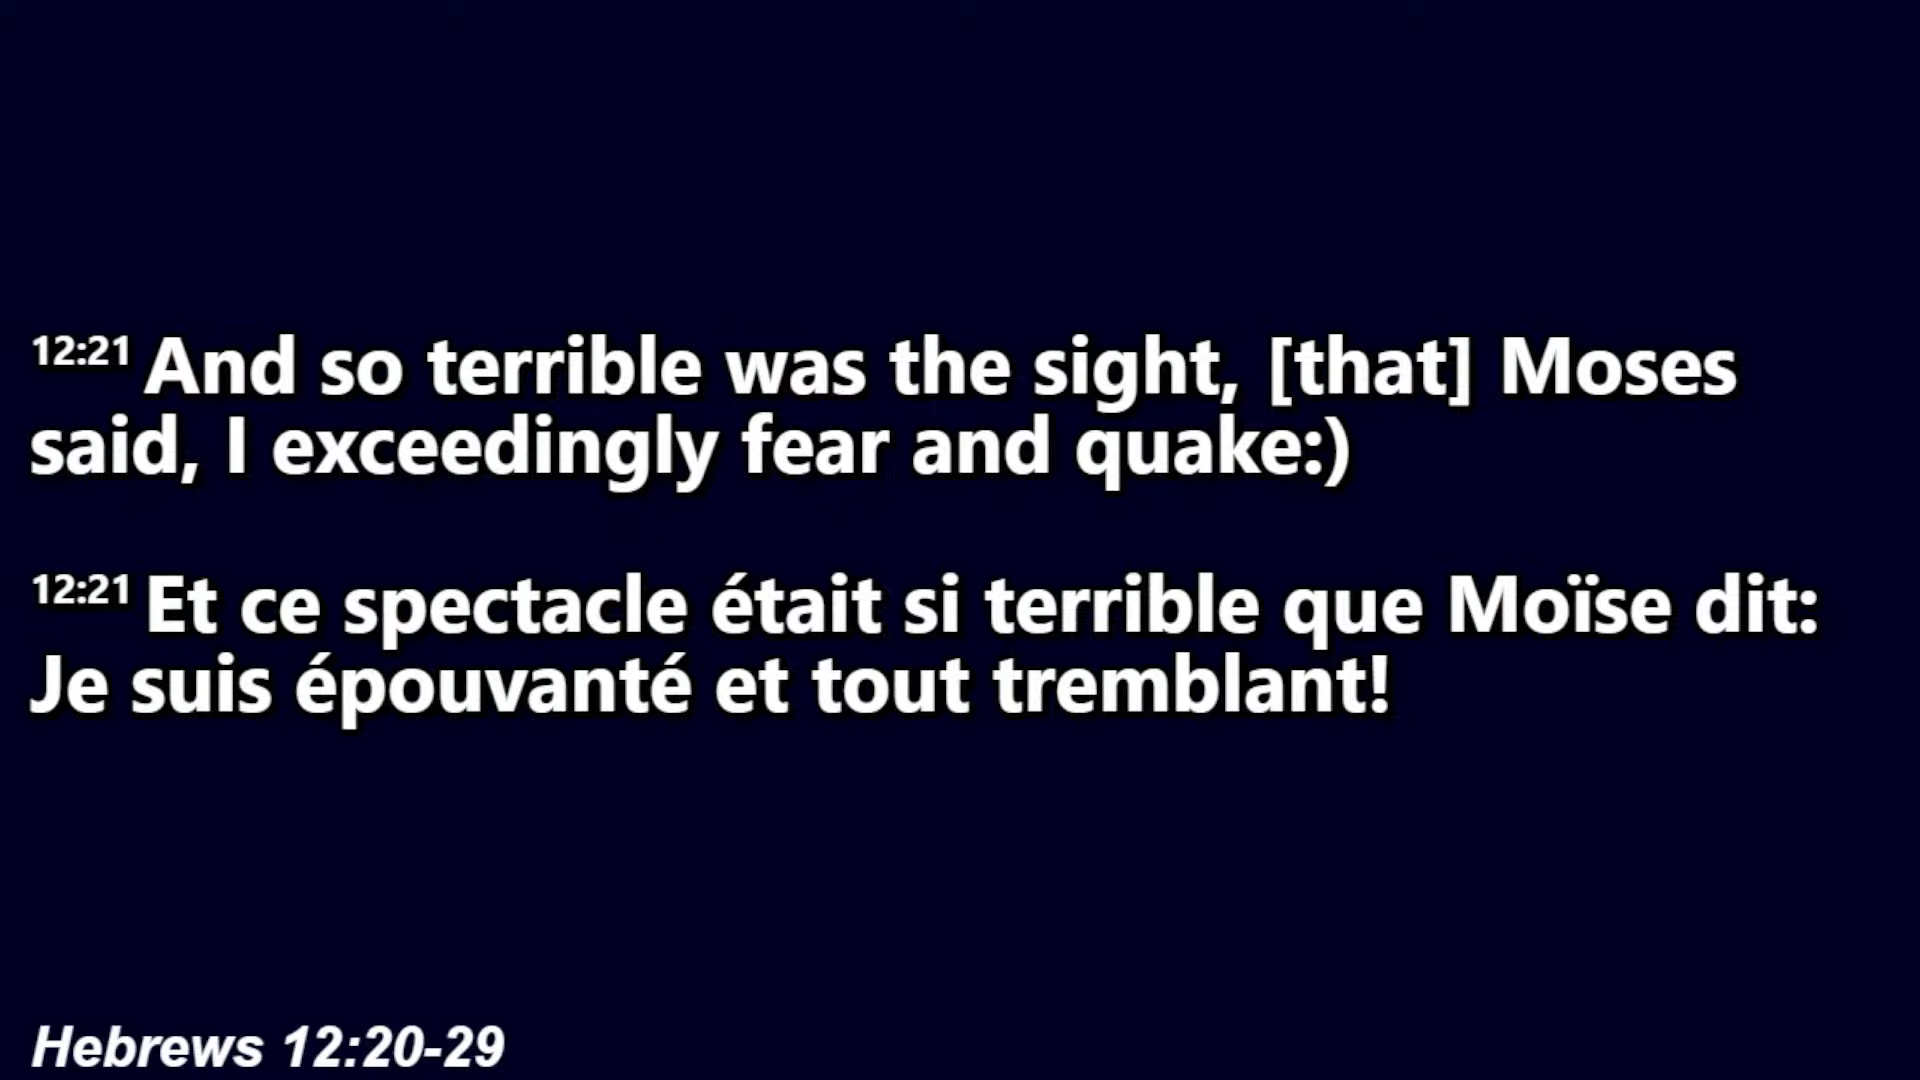 12:21 And so terrible was the sight, [that] Moses
said, I exceedingly fear and quake:)
12:21 Et ce spectacle était si terrible que Moïse dit:
Je suis épouvanté et tout tremblant!
Hebrews 12:20-29